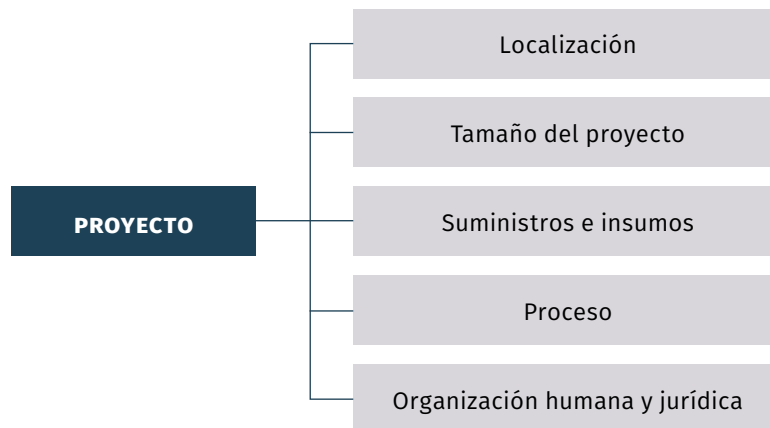 Localización
Tamaño del proyecto
PROYECTO
Suministros e insumos
Proceso
Organización humana y jurídica